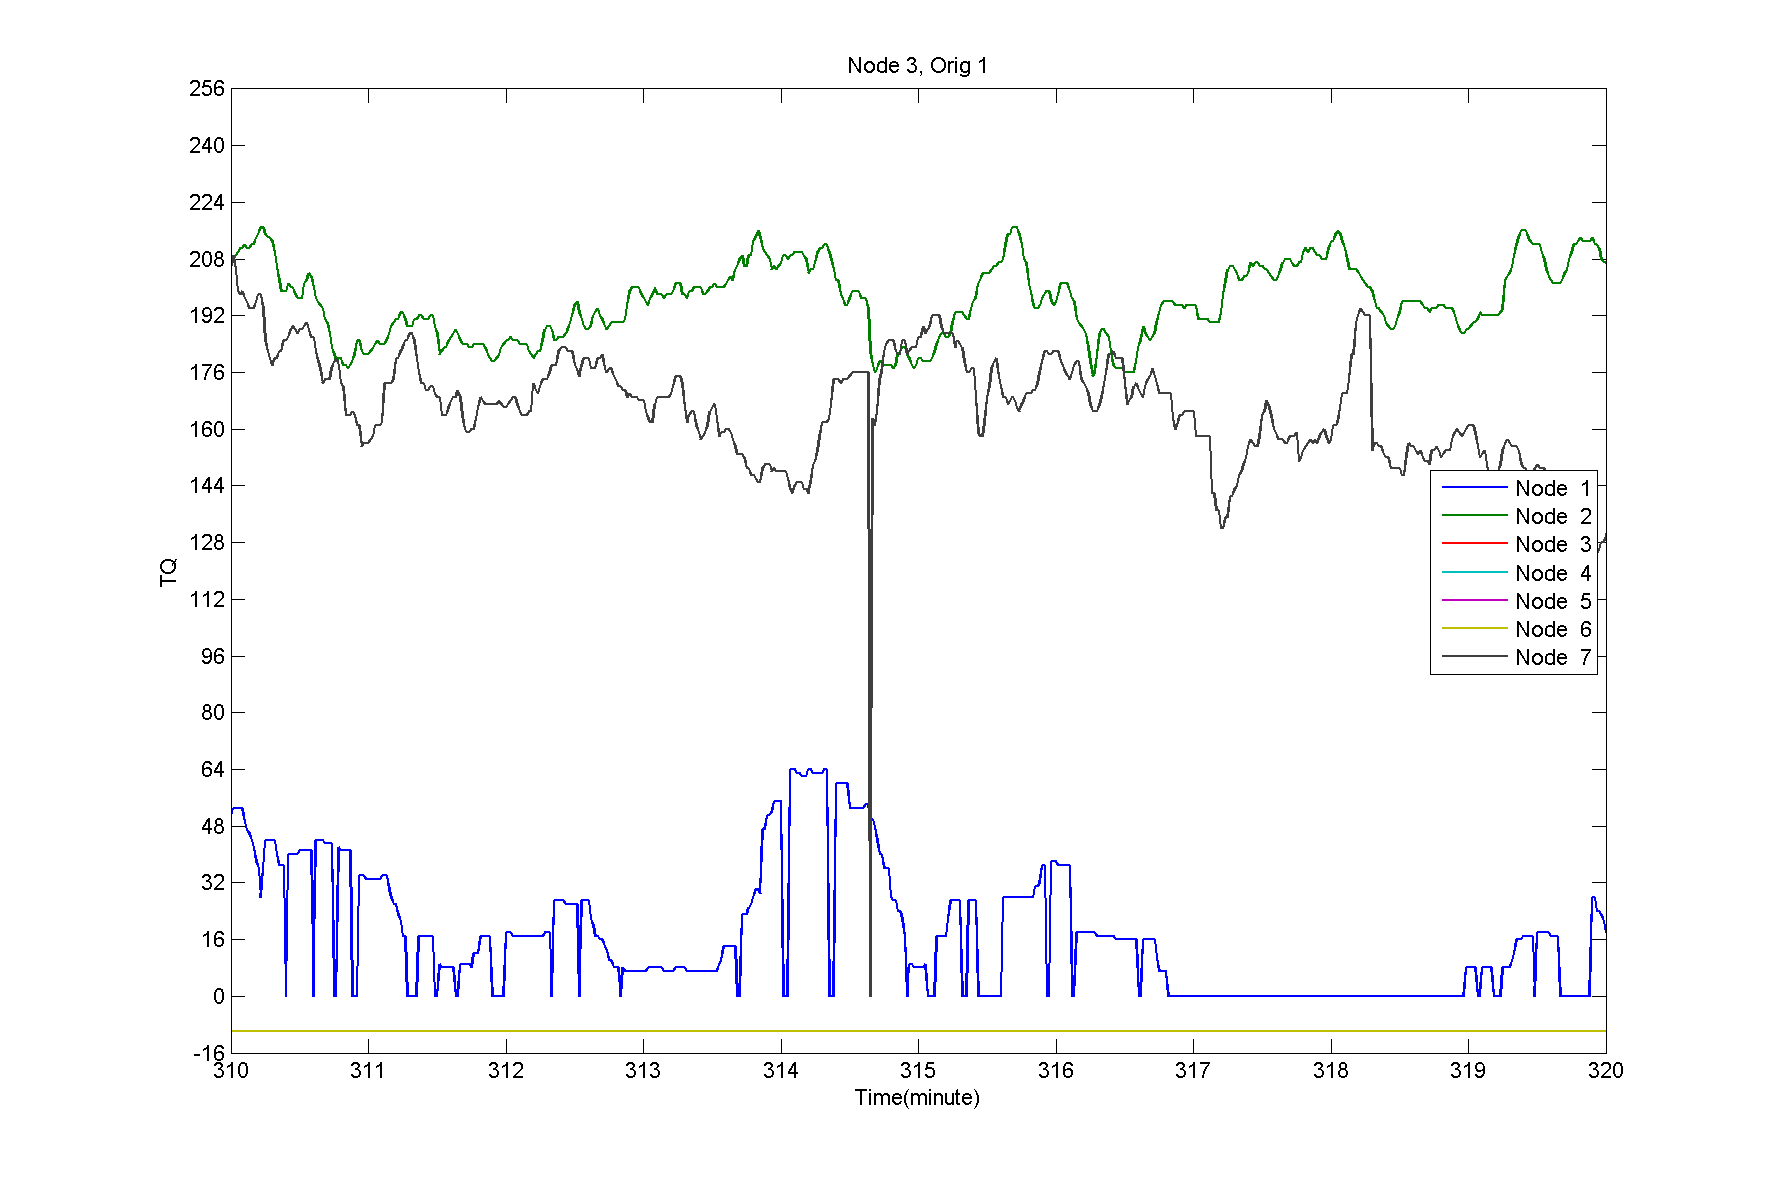 Node 3, Orig 1
256
240
224
208
192
176
160
144
128
112
96
80
64
48
32
16
0
-16
TQ
Node 1
Node 2
Node 3
Node 4
Node 5
Node 6
Node 7
310 311 312 313 314 315 316 317 318 319 320
Time(minute)